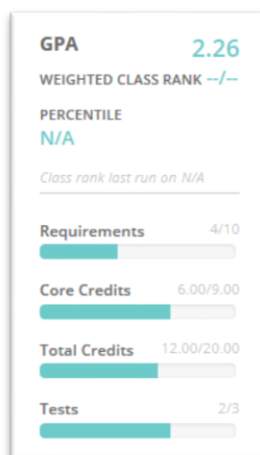 GPA 2.26
WEIGHTED CLASS RANK --/--
PERCENTILE
N/A
Class rank last run on N/A
Requirements 4/10
Core Credits 6.00/9.00
Total Credits 12.00/20.00
Tests 2/3